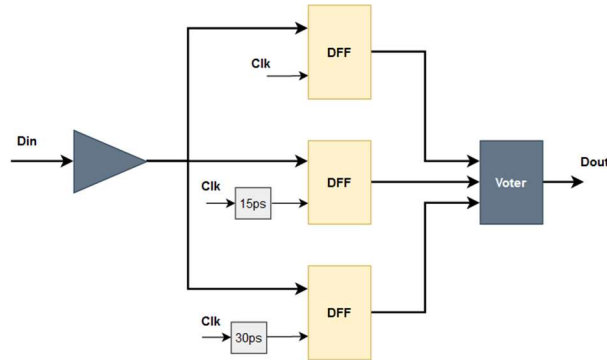 DFF
Clk
Din
DFF
Clk
15ps
Voter
Dout
DFF
Clk
30ps